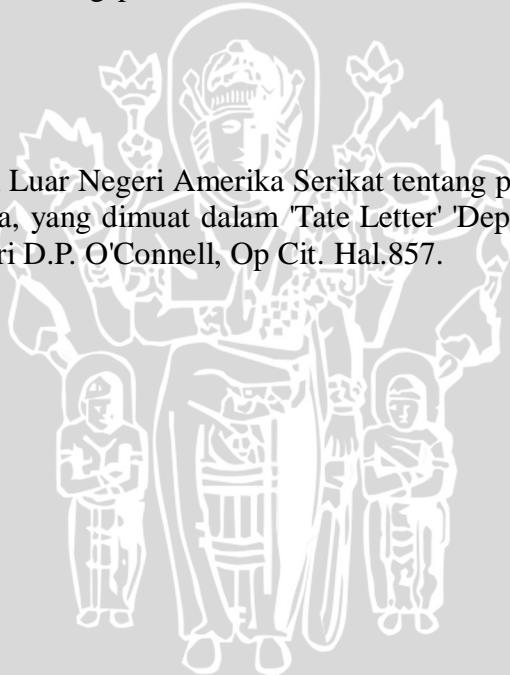 Luar Negeri Amerika Serikat tentang p
a, yang dimuat dalam 'Tate Letter' 'Dep
ri D.P. O'Connell, Op Cit. Hal.857.